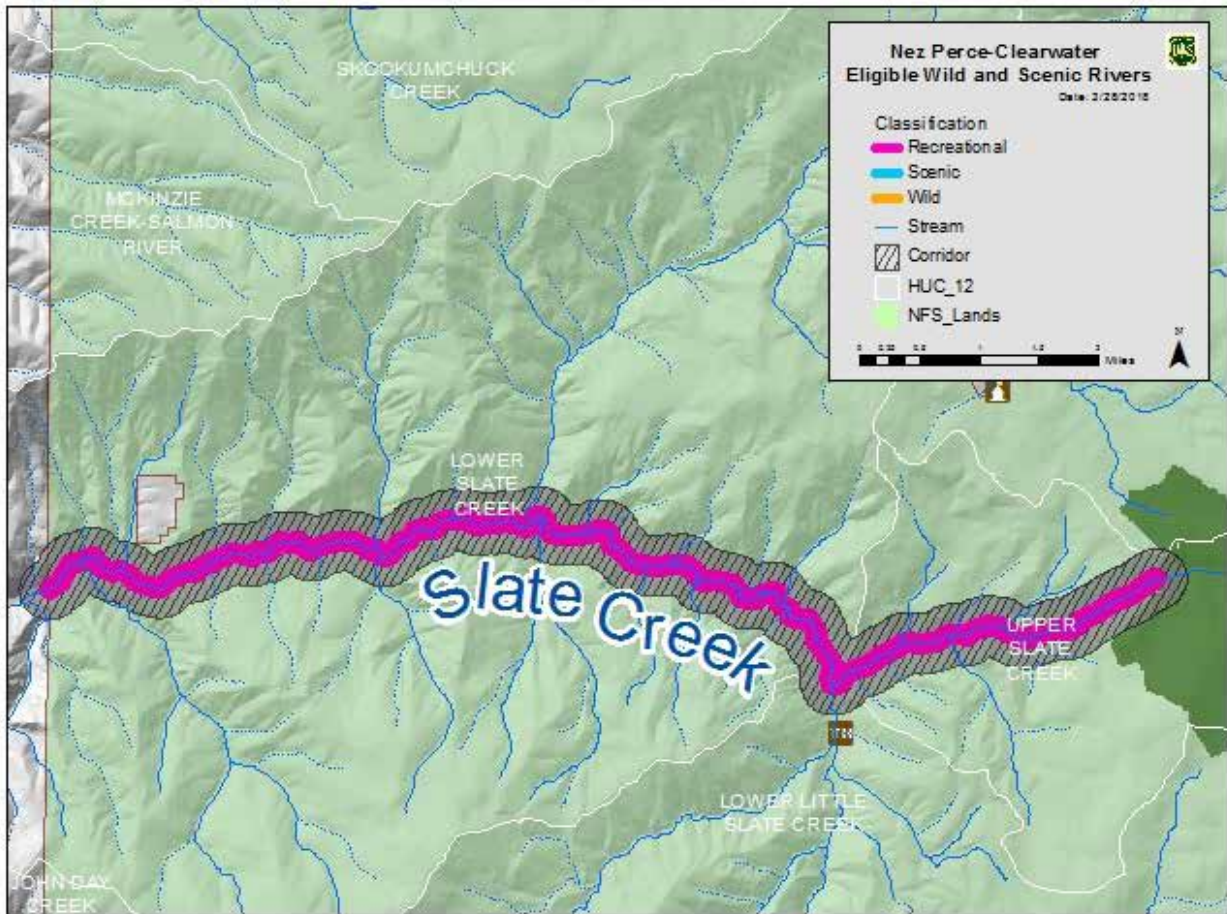 SKOOKUMCHUCK
CREEK
MCKINZIE
CREEK-SALMON
RIVER
Nez Perce-Clearwater
Eligible Wild and Scenic Rivers
Classification
Recreational
Scenic
Wild
Stream
Corridor
HUC_12
NFS_Lands
0
Miles
LOWER
SLATE
CREEK
Slate Creek
UPPER
SLATE
CREEK
LOWER LITTLE
SLATE CREEK
JOHN DAY
CREEK